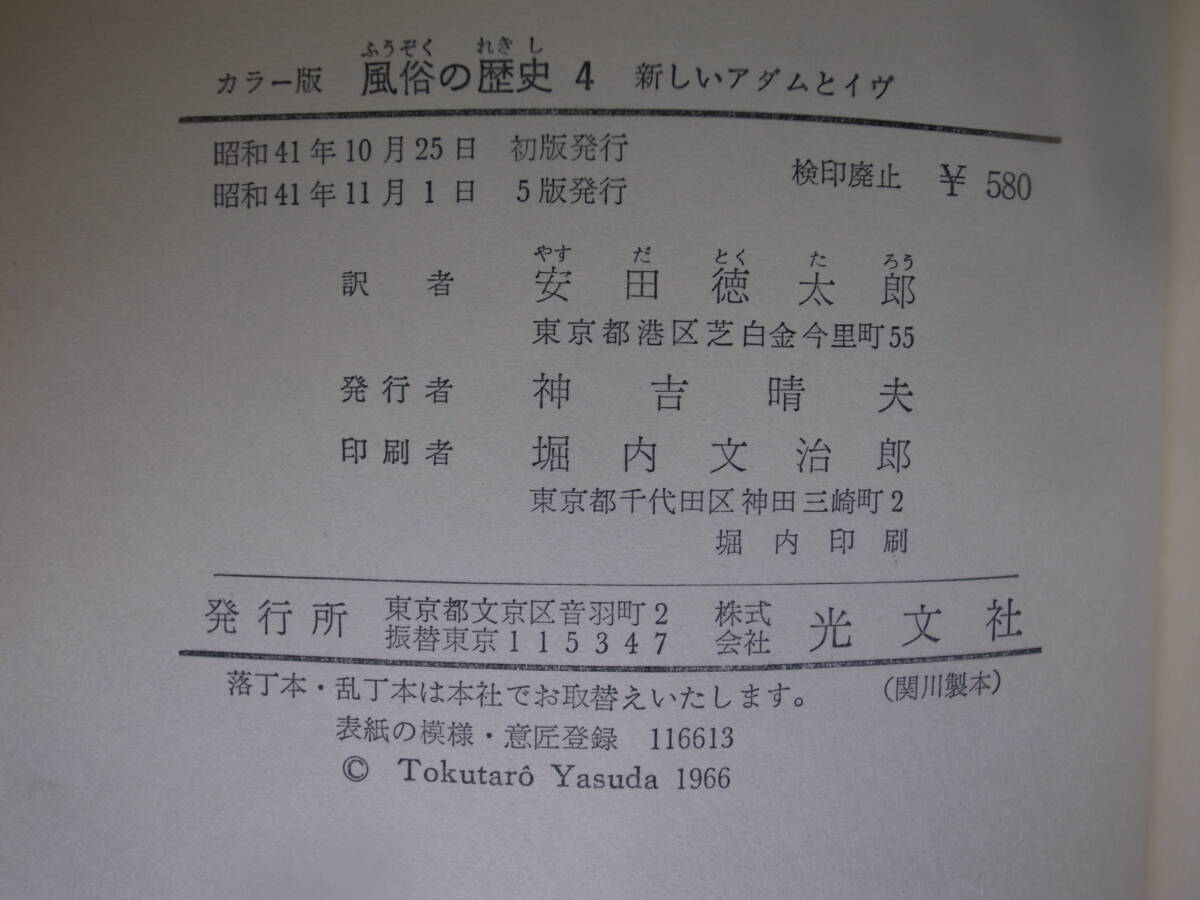 カラー版 風俗の歴史 4 新しいアダムとイヴ
ふうぞく れきし
昭和41年10月25日 初版発行
昭和41年11月1日 5版発行
検印廃止 ¥ 580
やす だ とく た ろう
訳者 安田徳太郎
東京都港区芝白金今里町55
発行者 神吉晴夫
印刷者 堀内文治郎
東京都千代田区神田三崎町2
堀内印刷
発行所 東京都文京区音羽町2 株式会社 光文社
振替東京115347
落丁本・乱丁本は本社でお取替えいたします。 (関川製本)
表紙の模様・意匠登録 116613
© Tokutarô Yasuda 1966